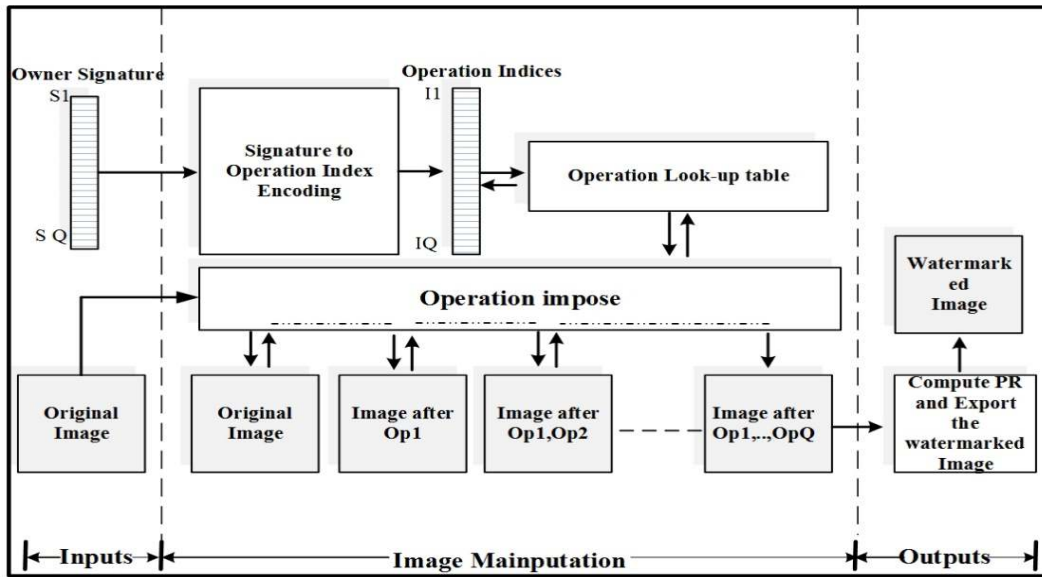 Owner Signature
S1
S Q
Signature to
Operation Index
Encoding
Operation Indices
I1
IQ
Operation Look-up table
Operation impose
Original
Image
Original
Image
Image after
Op1
Image after
Op1,Op2
Image after
Op1,..,OpQ
Watermark
ed
Image
Compute PR
and Export
the
watermarked
Image
Inputs
Image Mainputation
Outputs